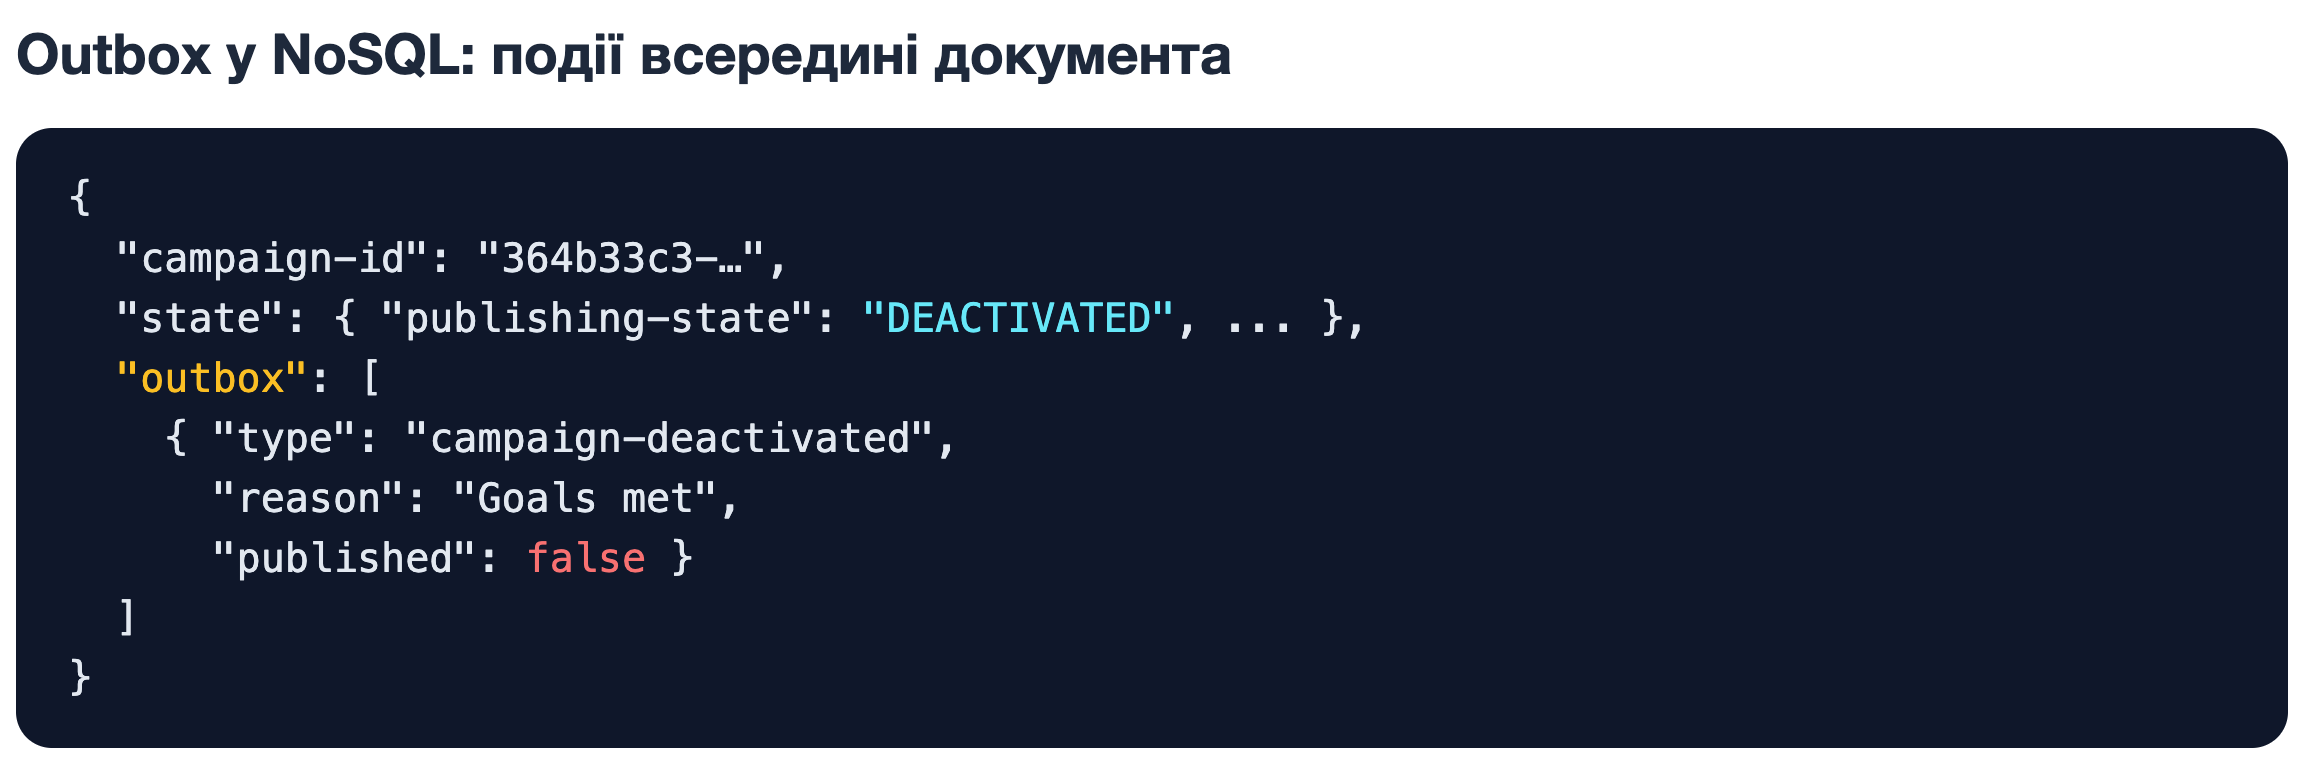 Outbox у NoSQL: події всередині документа
{
  "campaign-id": "364b33c3-…",
  "state": { "publishing-state": "DEACTIVATED", ... },
  "outbox": [
    { "type": "campaign-deactivated",
      "reason": "Goals met",
      "published": false }
  ]
}